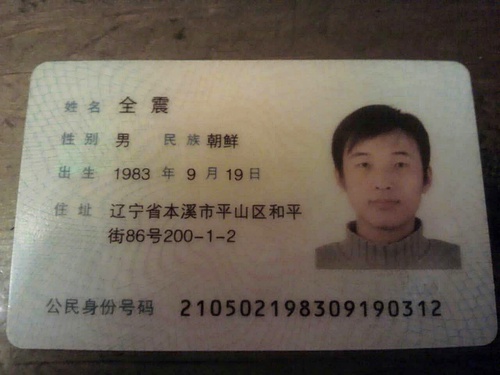 姓名 全震
性别 男 民族 朝鲜
出生 1983 年 9 月 19 日
住址 辽宁省本溪市平山区和平
街86号200-1-2
公民身份号码 210502198309190312